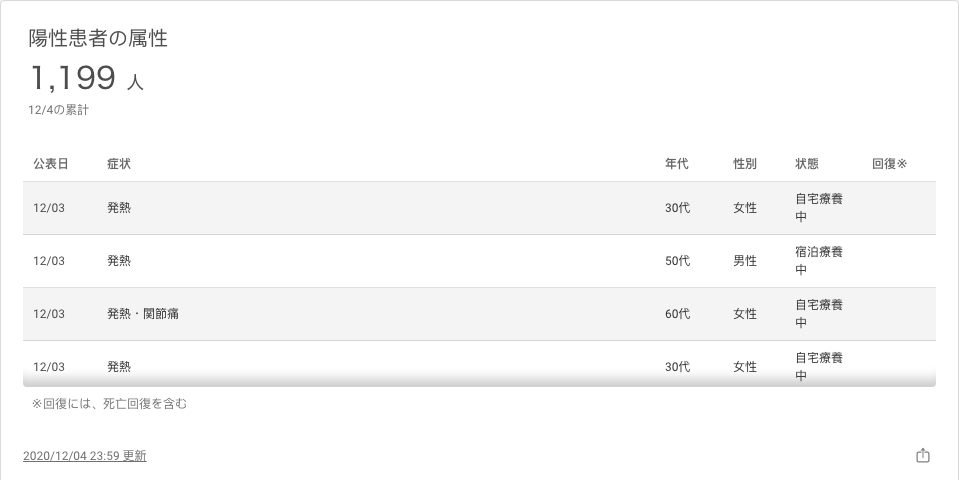 陽性患者の属性
1,199 人
12/4の累計
公表日 症状 年代 性別 状態 回復※
12/03 発熱 30代 女性 自宅療養
中
12/03 発熱 50代 男性 宿泊療養
中
12/03 発熱・関節痛 60代 女性 自宅療養
中
12/03 発熱 30代 女性 自宅療養
中
※回復には、死亡回復を含む
2020/12/04 23:59 更新